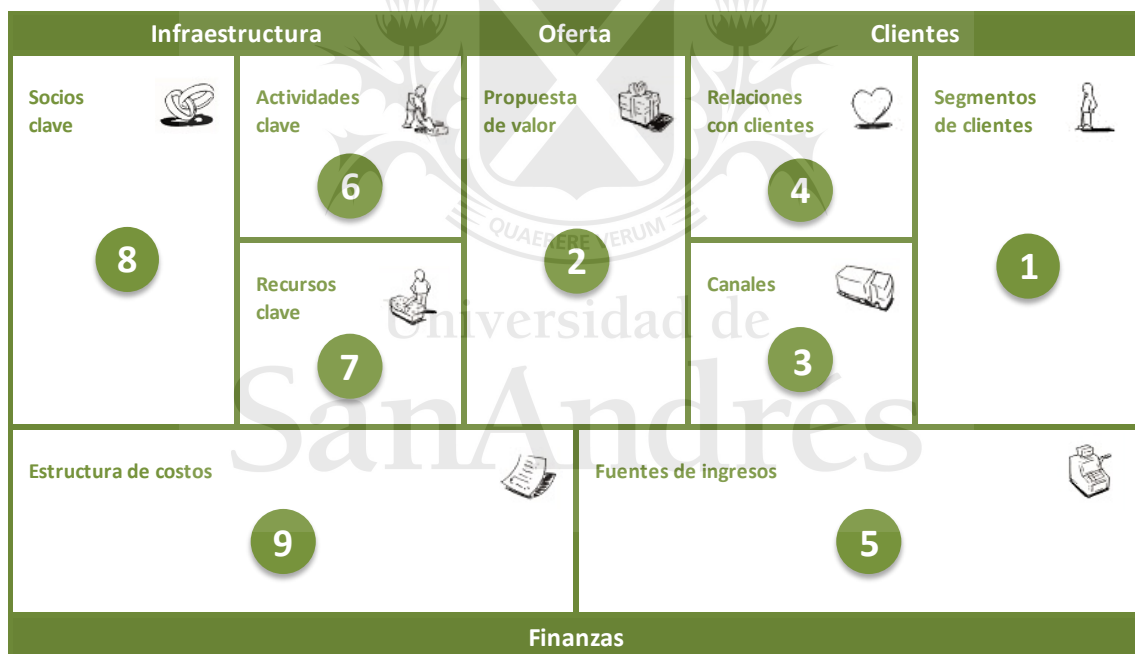 Infraestructura
Oferta
Clientes
Socios
clave
8
Actividades
clave
6
Recursos
clave
7
Propuesta
de valor
2
Relaciones
con clientes
4
Canales
3
Segmentos
de clientes
1
Estructura de costos
9
Fuentes de ingresos
5
Finanzas
QUAERERE VERUM
Universidad de
SanAndrés